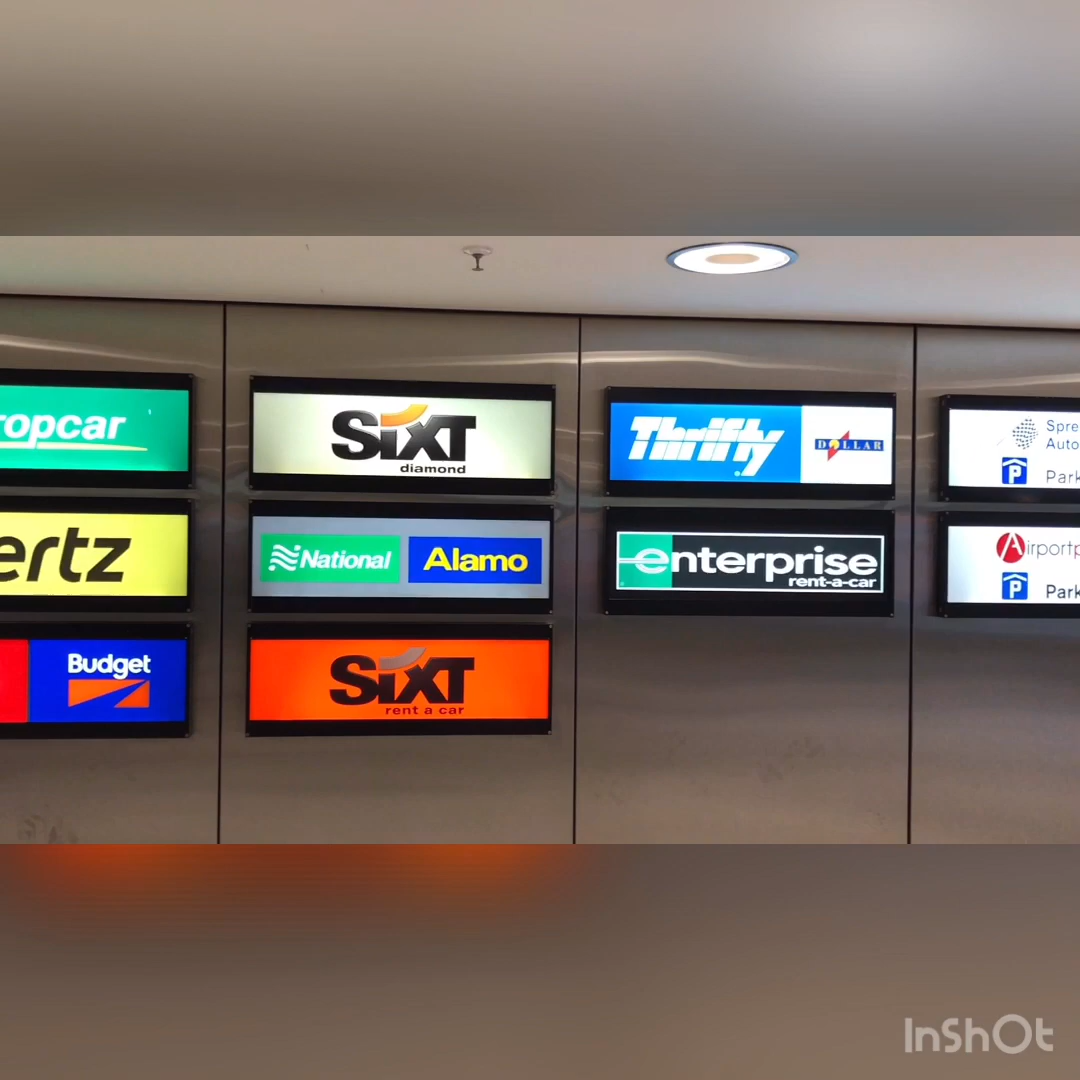 ropcar
ertz
Budget
SIXT
diamond
National
Alamo
SIXT
rent a car
Thrifty
DOLLAR
enterprise
rent-a-car
Spre
Auto
P Park
Airportp
P Park
InShOt